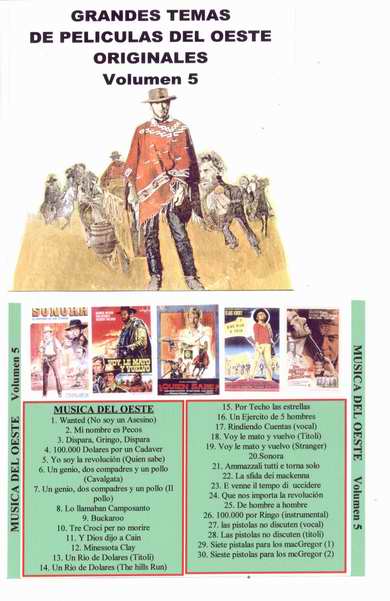 GRANDES TEMAS
DE PELICULAS DEL OESTE
ORIGINALES
Volumen 5
SONORA
VOY, LE MATO
Y VUELVO
¿QUIEN SABE?
MUSICA DEL OESTE Volumen 5
MUSICA DEL OESTE
1. Wanted (No soy un Asesino)
2. Mi nombre en Pecos
3. Dispara, Gringo, Dispara
4. 100.000 Dolares por un Cadaver
5. Yo soy la revolución (Quien sabe)
6. Un genio, dos compadres y un pollo
(Cavalgata)
7. Un genio, dos compadres y un pollo (Il
pollo)
8. Lo llamaban Camposanto
9. Buckaroo
10. Tre Croci per no morire
11. Y Dios dijo a Cain
12. Minessota Clay
13. Un Rio de Dolares (Titoli)
14. Un Rio de Dolares (The hills Run)
15. Por Techo las estrellas
16. Un Ejercito de 5 hombres
17. Rindiendo Cuentas (vocal)
18. Voy le mato y vuelvo (Titoli)
19. Voy le mato y vuelvo (Stranger)
20.Sonora
21. Ammazzali tutti e torna solo
22. La sfida dei mackenna
23. E venne il tempo di uccidere
24. Que nos importa la revolución
25. De hombre a hombre
26. 100.000 por Ringo (instrumental)
27. las pistolas no discuten (vocal)
28. Las pistolas no discuten (titoli)
29. Siete pistalas para los macGregor (1)
30. Siete pistolas para los mcGregor (2)
MUSICA DEL OESTE Volumen 5